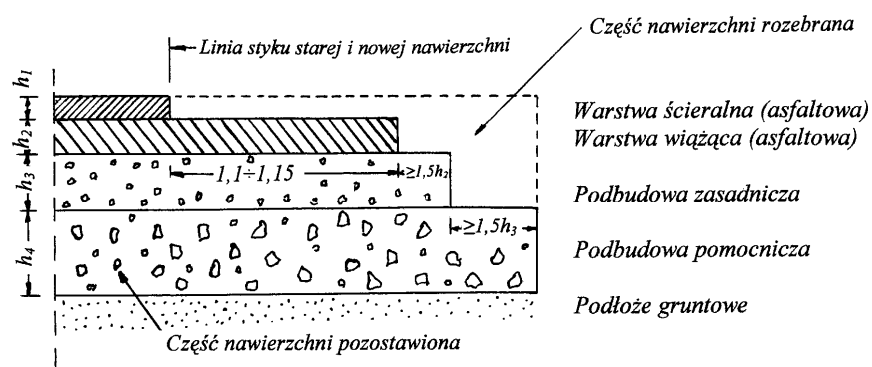 Część nawierzchni rozebrana
Linia styku starej i nowej nawierzchni
h1
Warstwa ścieralna (asfaltowa)
h2
Warstwa wiążąca (asfaltowa)
h3
1,1÷1,15
≥1,5h2
Podbudowa zasadnicza
≥1,5h3
h4
Podbudowa pomocnicza
Podłoże gruntowe
Część nawierzchni pozostawiona